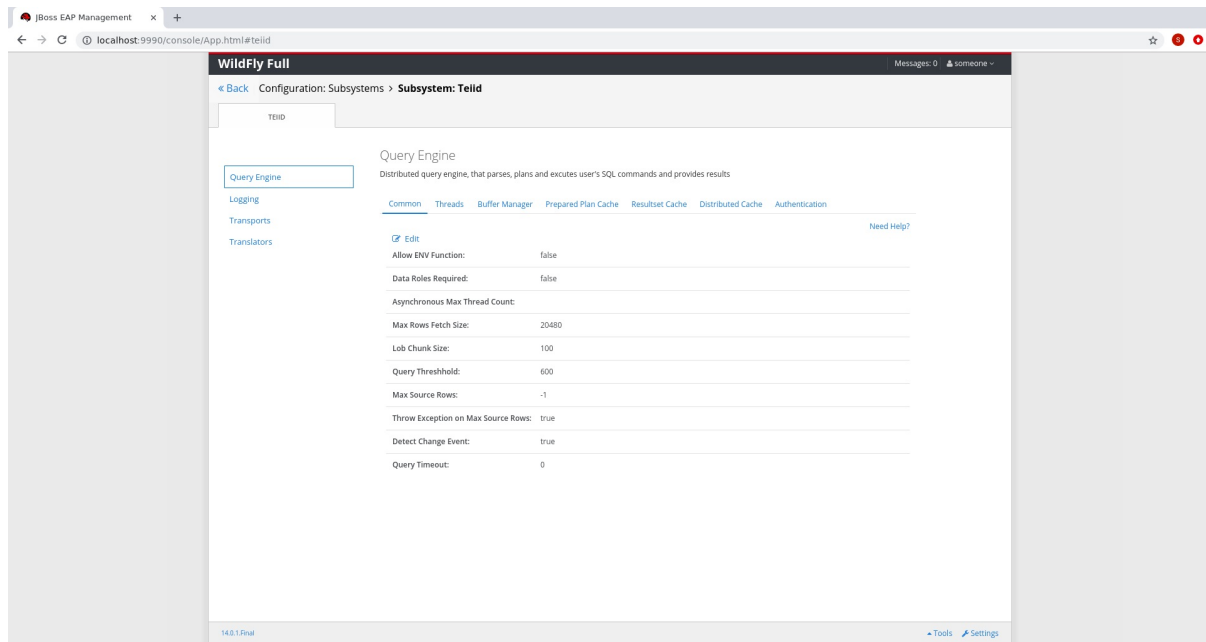 JBoss EAP Management × +
localhost:9990/console/App.html#teiid
S
WildFly Full Messages: 0 someone
« Back Configuration: Subsystems > Subsystem: Teiid
TEIID
Query Engine
Logging
Transports
Translators
Query Engine
Distributed query engine, that parses, plans and excutes user's SQL commands and provides results
Common Threads Buffer Manager Prepared Plan Cache Resultset Cache Distributed Cache Authentication
Need Help?
Edit
Allow ENV Function: false
Data Roles Required: false
Asynchronous Max Thread Count:
Max Rows Fetch Size: 20480
Lob Chunk Size: 100
Query Threshhold: 600
Max Source Rows: -1
Throw Exception on Max Source Rows: true
Detect Change Event: true
Query Timeout: 0
14.0.1.Final Tools Settings